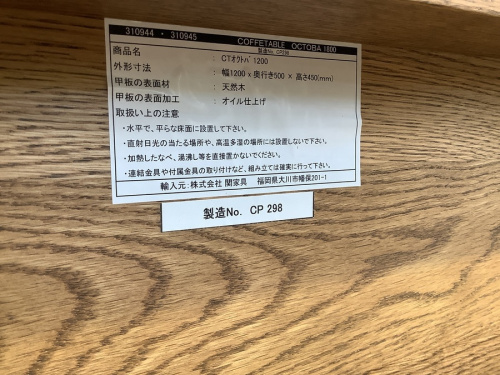 310944 ・ 310945 COFFETABLE OCTOBA 1800
製造No. CP298
商品名 : CTオクトバ 1200
外形寸法 : 幅1200 x 奥行き500 × 高さ450(mm)
甲板の表面材 : 天然木
甲板の表面加工 : オイル仕上げ
取扱い上の注意
・水平で、平らな床面に設置して下さい。
・直射日光の当たる場所や、高温多湿の場所には設置しないで下さい。
・加熱したなべ、湯沸し等を直接置かないでください。
・連結金具や付属金具の取り付けなど、組み立ては確実に行って下さい。
輸入元:株式会社 関家具 福岡県大川市幡保201-1
製造No. CP 298